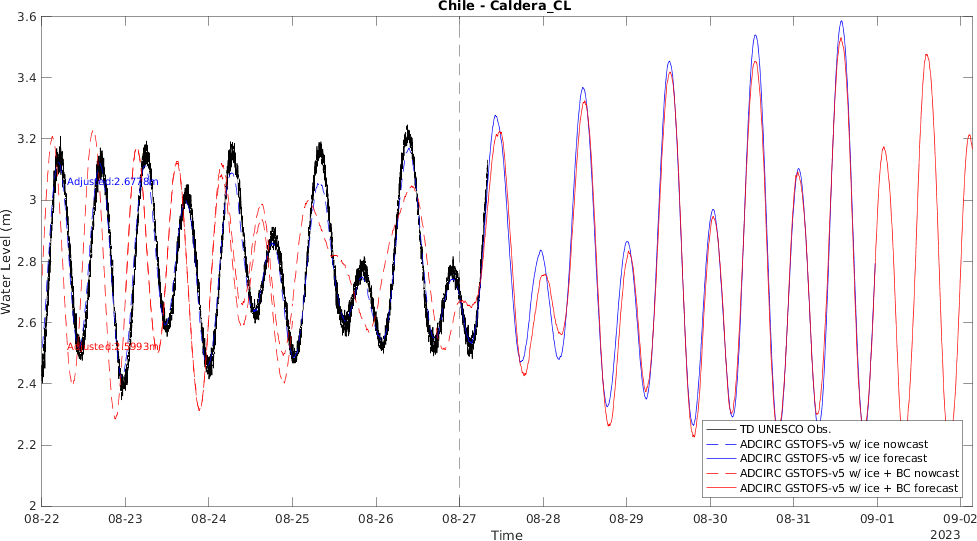 Chile - Caldera_CL
3.6
3.4
3.2
3
2.8
2.6
2.4
2.2
2
Water Level (m)
Adjusted:2.6778m
Adjusted:2.5993m
TD UNESCO Obs.
ADCIRC GSTOFS-v5 w/ ice nowcast
ADCIRC GSTOFS-v5 w/ ice forecast
ADCIRC GSTOFS-v5 w/ ice + BC nowcast
ADCIRC GSTOFS-v5 w/ ice + BC forecast
08-22 08-23 08-24 08-25 08-26 08-27 08-28 08-29 08-30 08-31 09-01 09-02
Time
2023